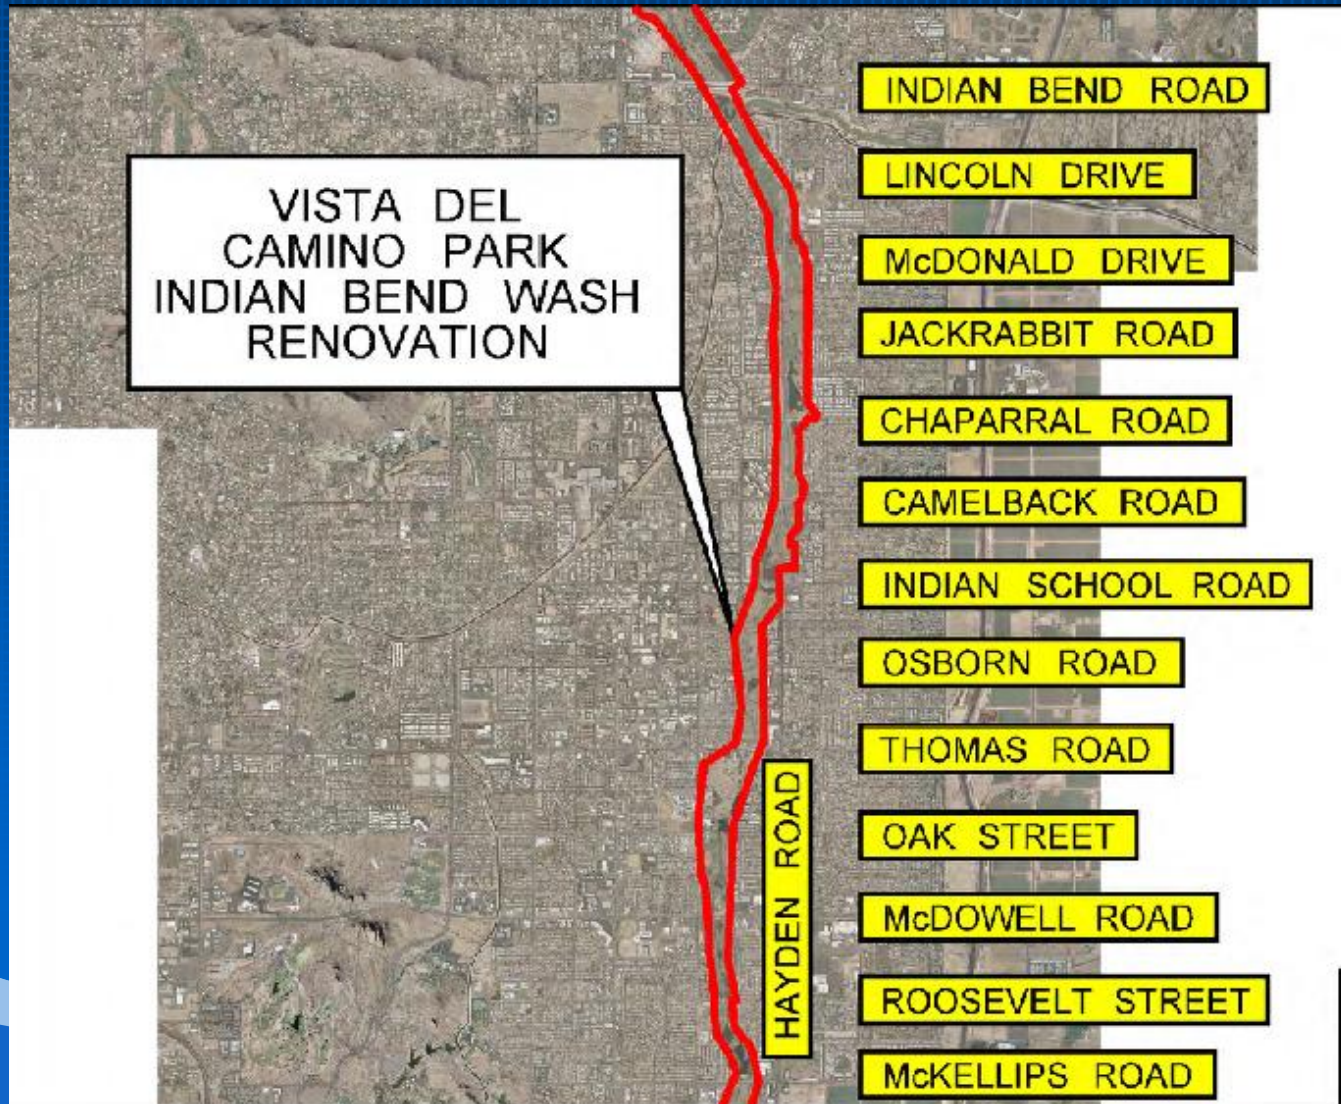 VISTA DEL
CAMINO PARK
INDIAN BEND WASH
RENOVATION
INDIAN BEND ROAD
LINCOLN DRIVE
McDONALD DRIVE
JACKRABBIT ROAD
CHAPARRAL ROAD
CAMELBACK ROAD
INDIAN SCHOOL ROAD
OSBORN ROAD
THOMAS ROAD
HAYDEN ROAD
OAK STREET
McDOWELL ROAD
ROOSEVELT STREET
McKELLIPS ROAD